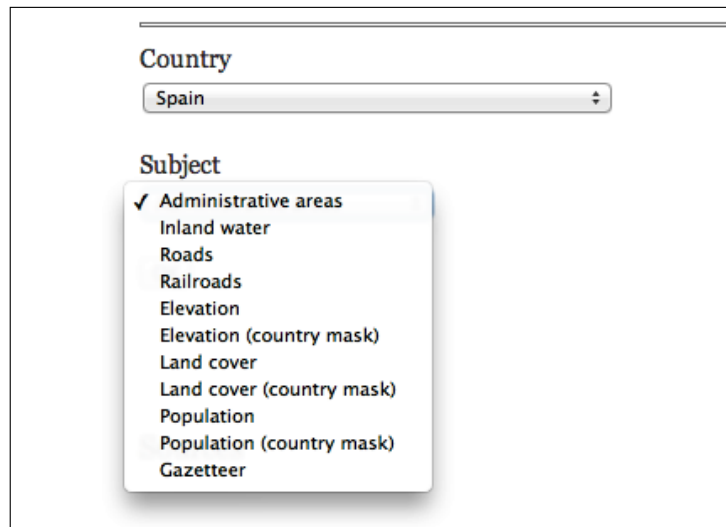 Country
Spain
Subject
✓ Administrative areas
Inland water
Roads
Railroads
Elevation
Elevation (country mask)
Land cover
Land cover (country mask)
Population
Population (country mask)
Gazetteer